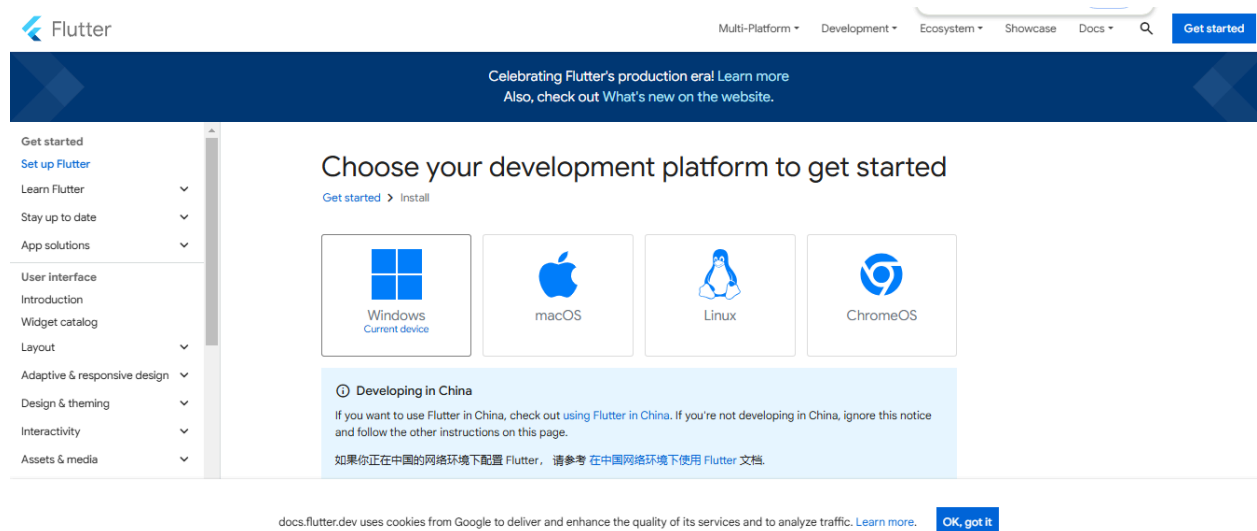 Flutter
Multi-Platform
Development
Ecosystem
Showcase
Docs
Get started
Celebrating Flutter's production era! Learn more
Also, check out What's new on the website.
Get started
Set up Flutter
Learn Flutter
Stay up to date
App solutions
User interface
Introduction
Widget catalog
Layout
Adaptive & responsive design
Design & theming
Interactivity
Assets & media
Choose your development platform to get started
Get started > Install
Windows
Current device
macOS
Linux
ChromeOS
Developing in China
If you want to use Flutter in China, check out using Flutter in China. If you're not developing in China, ignore this notice
and follow the other instructions on this page.
如果你正在中国的网络环境下配置 Flutter， 请参考 在中国网络环境下使用 Flutter 文档.
docs.flutter.dev uses cookies from Google to deliver and enhance the quality of its services and to analyze traffic. Learn more.
OK, got it